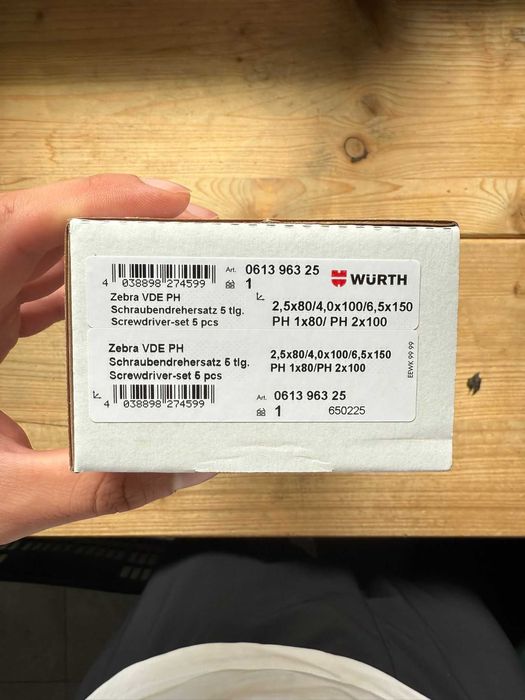 Art. 0613 963 25 WÜRTH
4 038898 274599
1
Zebra VDE PH
Schraubendrehersatz 5 tlg.
Screwdriver-set 5 pcs
2,5x80/4,0x100/6,5x150
PH 1x80/ PH 2x100
Zebra VDE PH
Schraubendrehersatz 5 tlg.
Screwdriver-set 5 pcs
2,5x80/4,0x100/6,5x150
PH 1x80/PH 2x100
EEWK 99 99
4 038898 274599
Art. 0613 963 25
1 650225